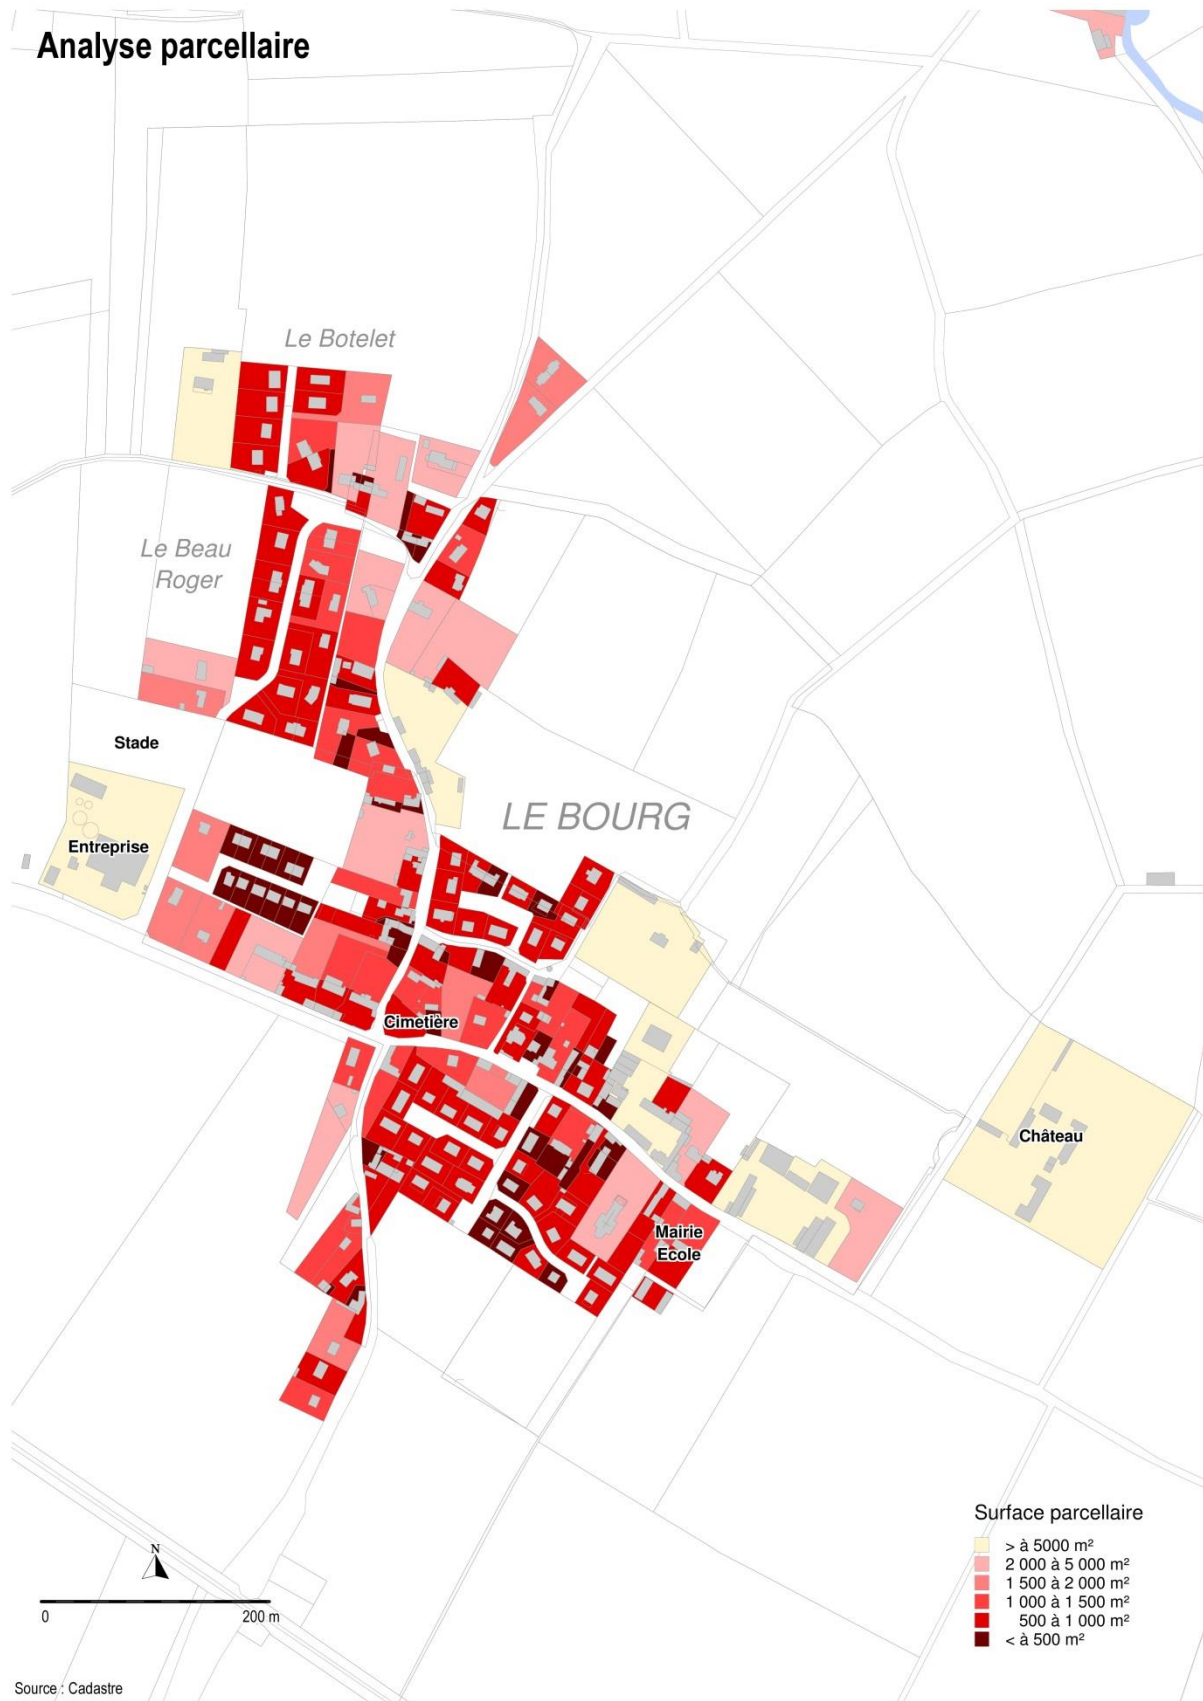 Analyse parcellaire
Le Botelet
Le Beau
Roger
Stade
LE BOURG
Entreprise
Cimetière
Château
Mairie
Ecole
Surface parcellaire
> à 5000 m²
2 000 à 5 000 m²
1 500 à 2 000 m²
1 000 à 1 500 m²
500 à 1 000 m²
< à 500 m²
N
0 200 m
Source : Cadastre